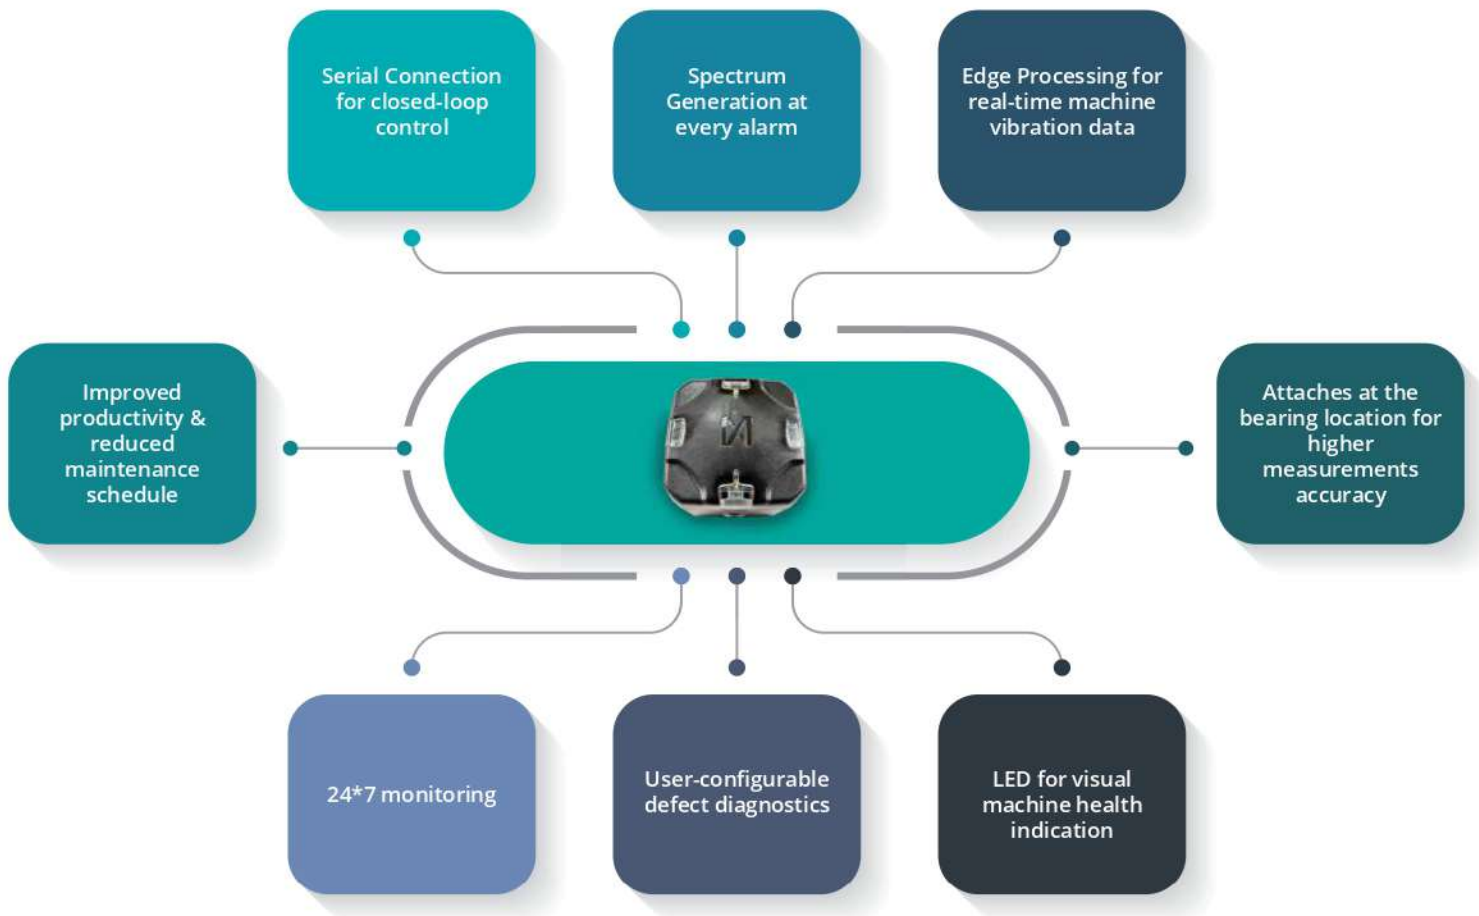 Serial Connection
for closed-loop
control
Spectrum
Generation at
every alarm
Edge Processing for
real-time machine
vibration data
Improved
productivity &
reduced
maintenance
schedule
Attaches at the
bearing location for
higher
measurements
accuracy
24*7 monitoring
User-configurable
defect diagnostics
LED for visual
machine health
indication